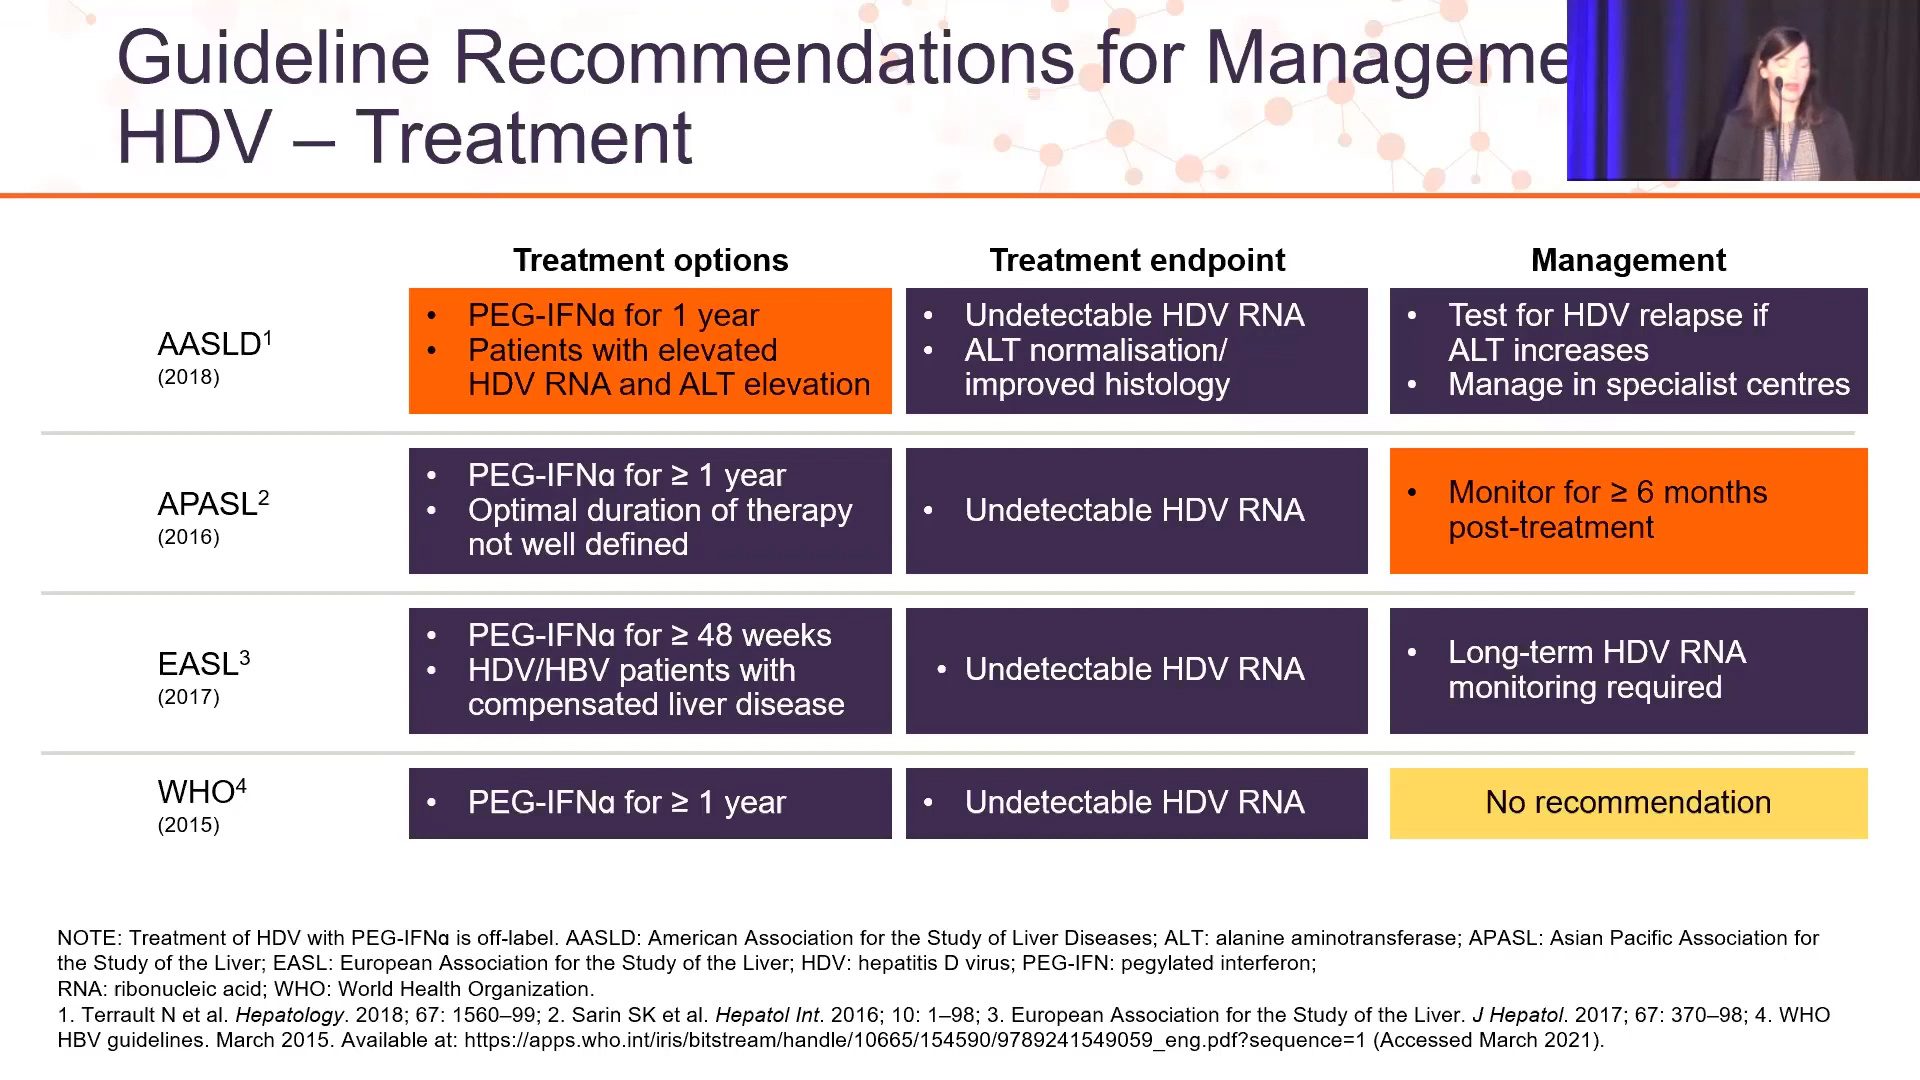 Guideline Recommendations for Manageme
HDV – Treatment
Treatment options
Treatment endpoint
Management
AASLD1
(2018)
• PEG-IFNɑ for 1 year
• Patients with elevated
HDV RNA and ALT elevation
• Undetectable HDV RNA
• ALT normalisation/
improved histology
• Test for HDV relapse if
ALT increases
• Manage in specialist centres
APASL2
(2016)
• PEG-IFNɑ for ≥ 1 year
• Optimal duration of therapy
not well defined
• Undetectable HDV RNA
• Monitor for ≥ 6 months
post-treatment
EASL3
(2017)
• PEG-IFNɑ for ≥ 48 weeks
• HDV/HBV patients with
compensated liver disease
• Undetectable HDV RNA
• Long-term HDV RNA
monitoring required
WHO4
(2015)
• PEG-IFNɑ for ≥ 1 year
• Undetectable HDV RNA
No recommendation
NOTE: Treatment of HDV with PEG-IFNɑ is off-label. AASLD: American Association for the Study of Liver Diseases; ALT: alanine aminotransferase; APASL: Asian Pacific Association for
the Study of the Liver; EASL: European Association for the Study of the Liver; HDV: hepatitis D virus; PEG-IFN: pegylated interferon;
RNA: ribonucleic acid; WHO: World Health Organization.
1. Terrault N et al. Hepatology. 2018; 67: 1560–99; 2. Sarin SK et al. Hepatol Int. 2016; 10: 1–98; 3. European Association for the Study of the Liver. J Hepatol. 2017; 67: 370–98; 4. WHO
HBV guidelines. March 2015. Available at: https://apps.who.int/iris/bitstream/handle/10665/154590/9789241549059_eng.pdf?sequence=1 (Accessed March 2021).